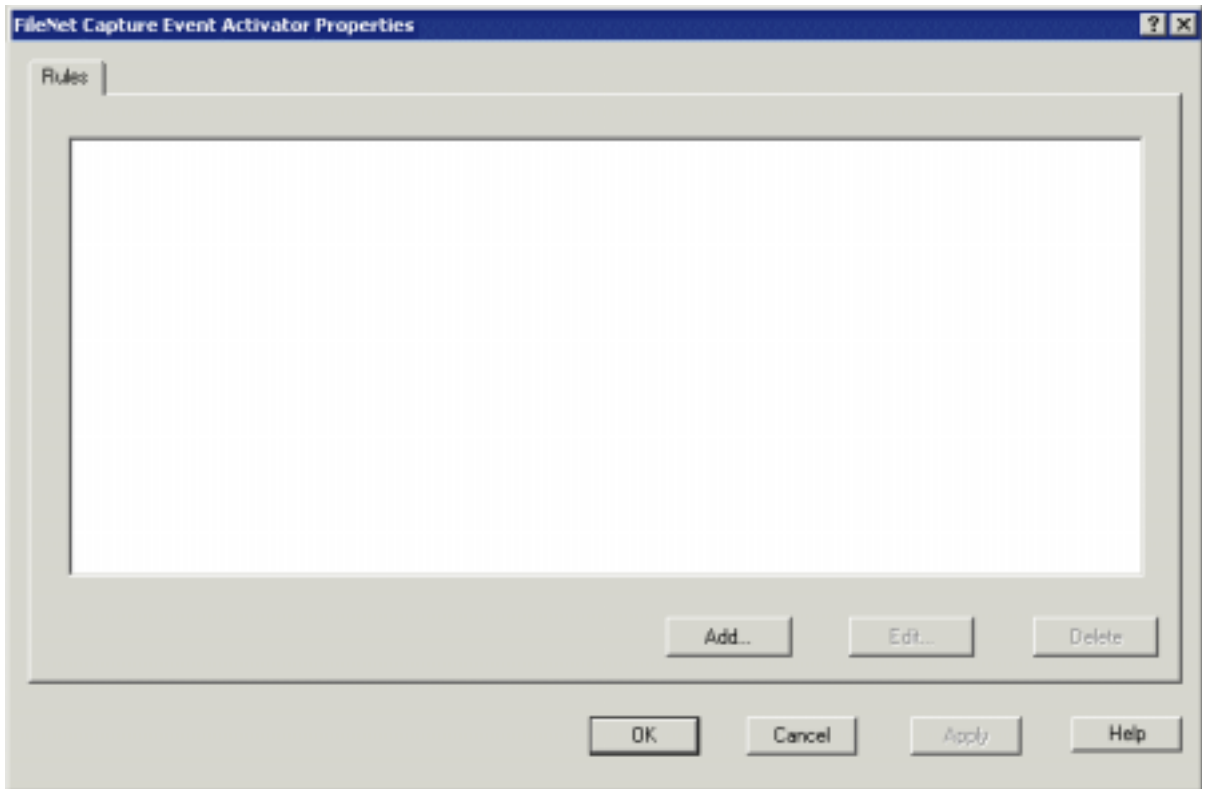 FileNet Capture Event Activator Properties
Rules
Add... Edit... Delete
OK Cancel Apply Help